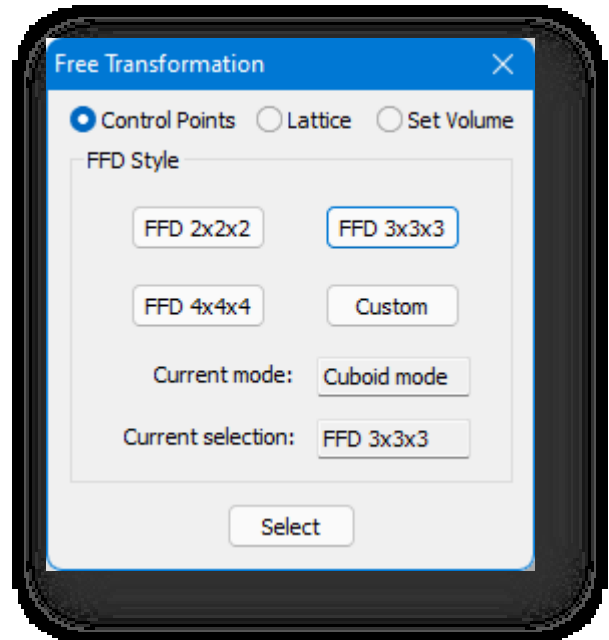 Free Transformation
Control Points Lattice Set Volume
FFD Style
FFD 2x2x2 FFD 3x3x3
FFD 4x4x4 Custom
Current mode: Cuboid mode
Current selection: FFD 3x3x3
Select